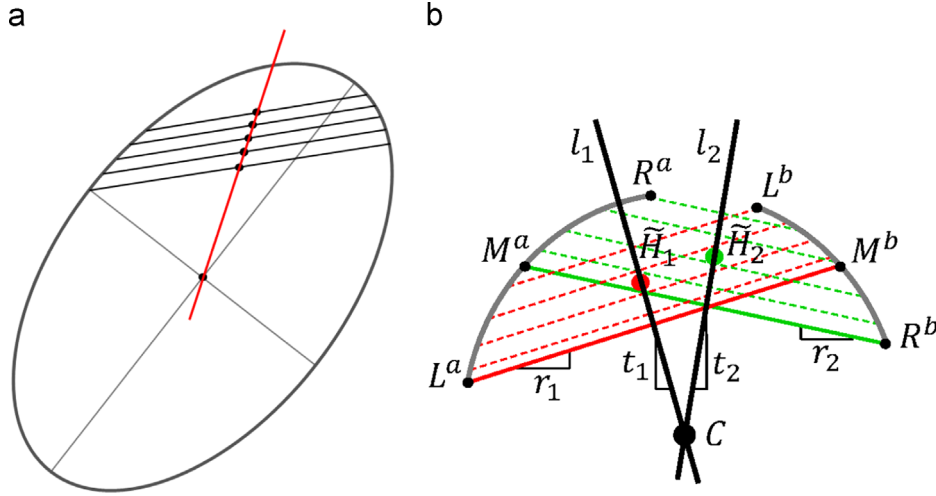 a
b
l₁
l₂
Rᵃ
Lᵇ
Mᵃ
H̃₁
H̃₂
Mᵇ
Lᵃ
r₁
t₁
t₂
r₂
Rᵇ
C